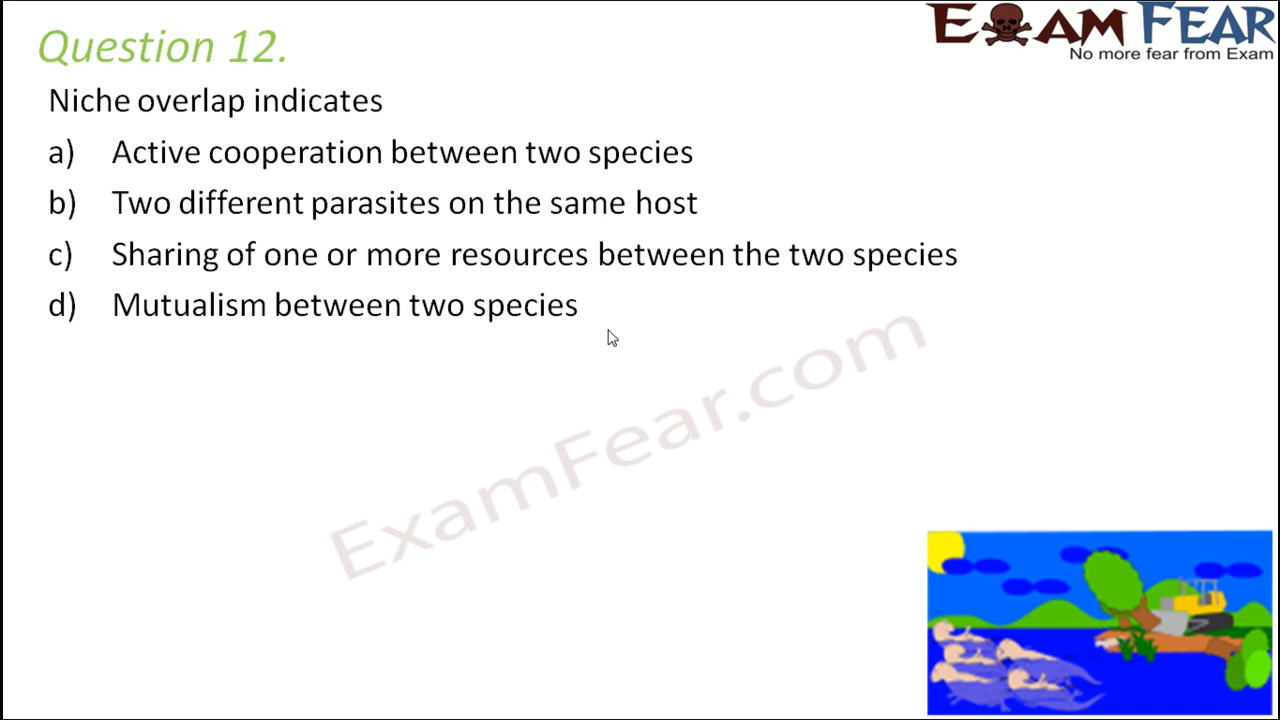 Question 12.
EXAM FEAR
No more fear from Exam
Niche overlap indicates
a) Active cooperation between two species
b) Two different parasites on the same host
c) Sharing of one or more resources between the two species
d) Mutualism between two species
ExamFear.com